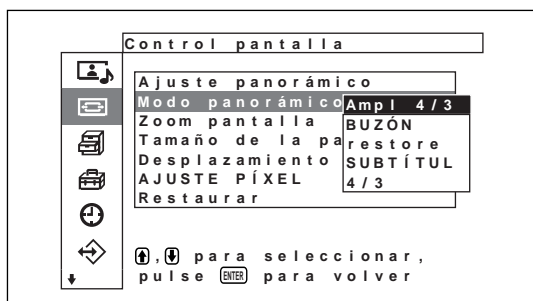 Control pantalla
Ajuste panorámico
Modo panorámico
Ampl 4/3
Zoom pantalla
BUZÓN
Tamaño de la pa
restore
Desplazamiento
SUBTÍTUL
AJUSTE PÍXEL
4/3
Restaurar
, para seleccionar,
pulse ENTER para volver